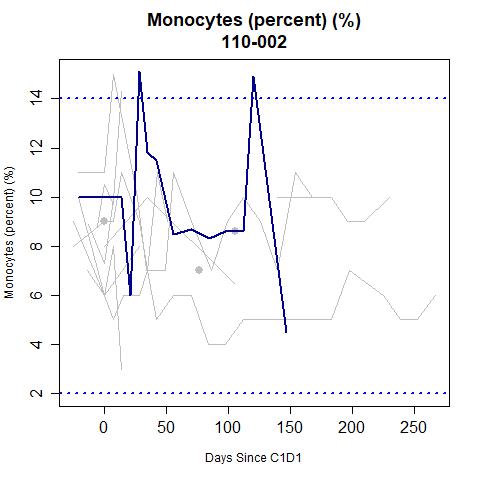 Monocytes (percent) (%)
110-002
Monocytes (percent) (%)
14
12
10
8
6
4
2
0 50 100 150 200 250
Days Since C1D1